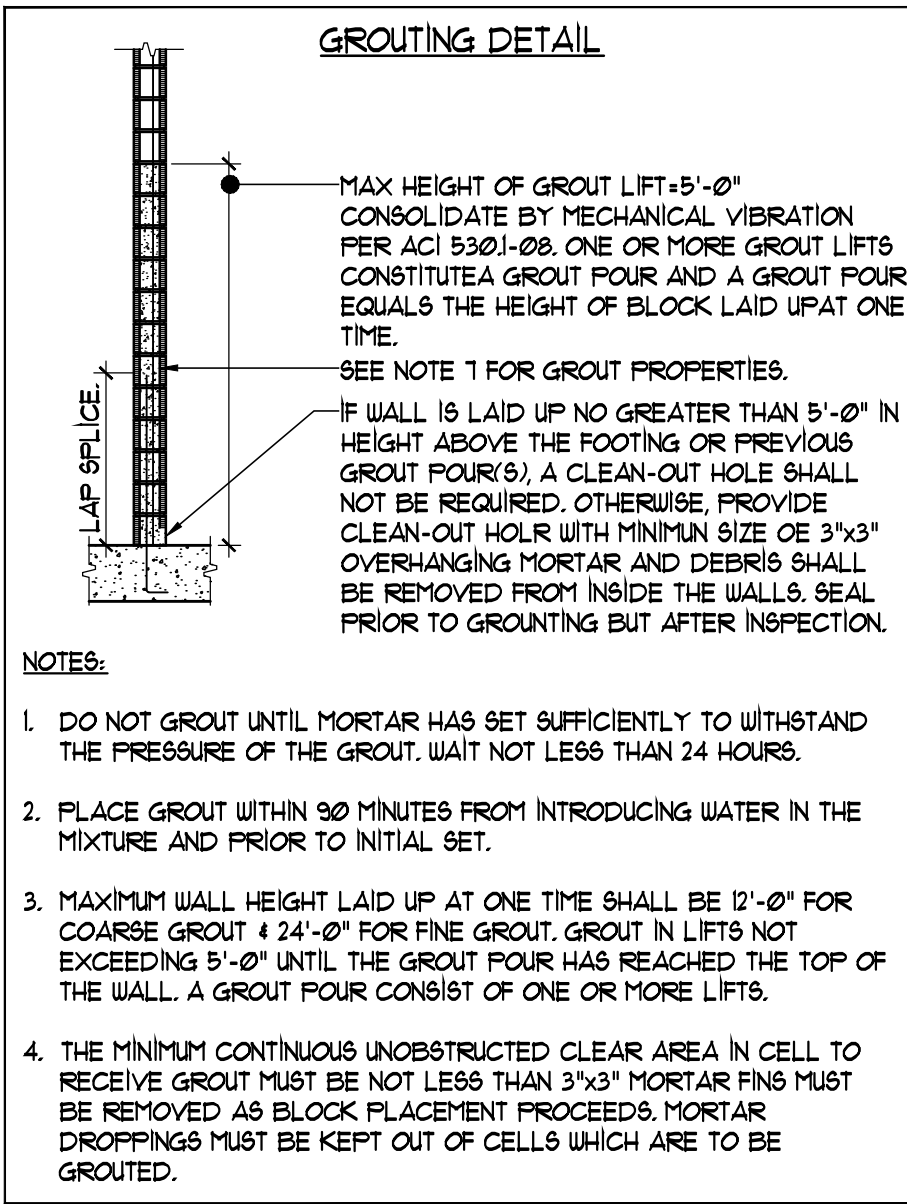 GROUTING DETAIL
MAX HEIGHT OF GROUT LIFT=5'-0"
CONSOLIDATE BY MECHANICAL VIBRATION
PER ACI 530.1-08. ONE OR MORE GROUT LIFTS
CONSTITUTEA GROUT POUR AND A GROUT POUR
EQUALS THE HEIGHT OF BLOCK LAID UPAT ONE
TIME.
SEE NOTE 7 FOR GROUT PROPERTIES.
IF WALL IS LAID UP NO GREATER THAN 5'-0" IN
HEIGHT ABOVE THE FOOTING OR PREVIOUS
GROUT POUR(S), A CLEAN-OUT HOLE SHALL
NOT BE REQUIRED. OTHERWISE, PROVIDE
CLEAN-OUT HOLR WITH MINIMUN SIZE OE 3"x3"
OVERHANGING MORTAR AND DEBRIS SHALL
BE REMOVED FROM INSIDE THE WALLS. SEAL
PRIOR TO GROUNTING BUT AFTER INSPECTION.
LAP SPLICE.
NOTES:
1. DO NOT GROUT UNTIL MORTAR HAS SET SUFFICIENTLY TO WITHSTAND
THE PRESSURE OF THE GROUT. WAIT NOT LESS THAN 24 HOURS.
2. PLACE GROUT WITHIN 90 MINUTES FROM INTRODUCING WATER IN THE
MIXTURE AND PRIOR TO INITIAL SET.
3. MAXIMUM WALL HEIGHT LAID UP AT ONE TIME SHALL BE 12'-0" FOR
COARSE GROUT & 24'-0" FOR FINE GROUT. GROUT IN LIFTS NOT
EXCEEDING 5'-0" UNTIL THE GROUT POUR HAS REACHED THE TOP OF
THE WALL. A GROUT POUR CONSIST OF ONE OR MORE LIFTS.
4. THE MINIMUM CONTINUOUS UNOBSTRUCTED CLEAR AREA IN CELL TO
RECEIVE GROUT MUST BE NOT LESS THAN 3"x3" MORTAR FINS MUST
BE REMOVED AS BLOCK PLACEMENT PROCEEDS. MORTAR
DROPPINGS MUST BE KEPT OUT OF CELLS WHICH ARE TO BE
GROUTED.